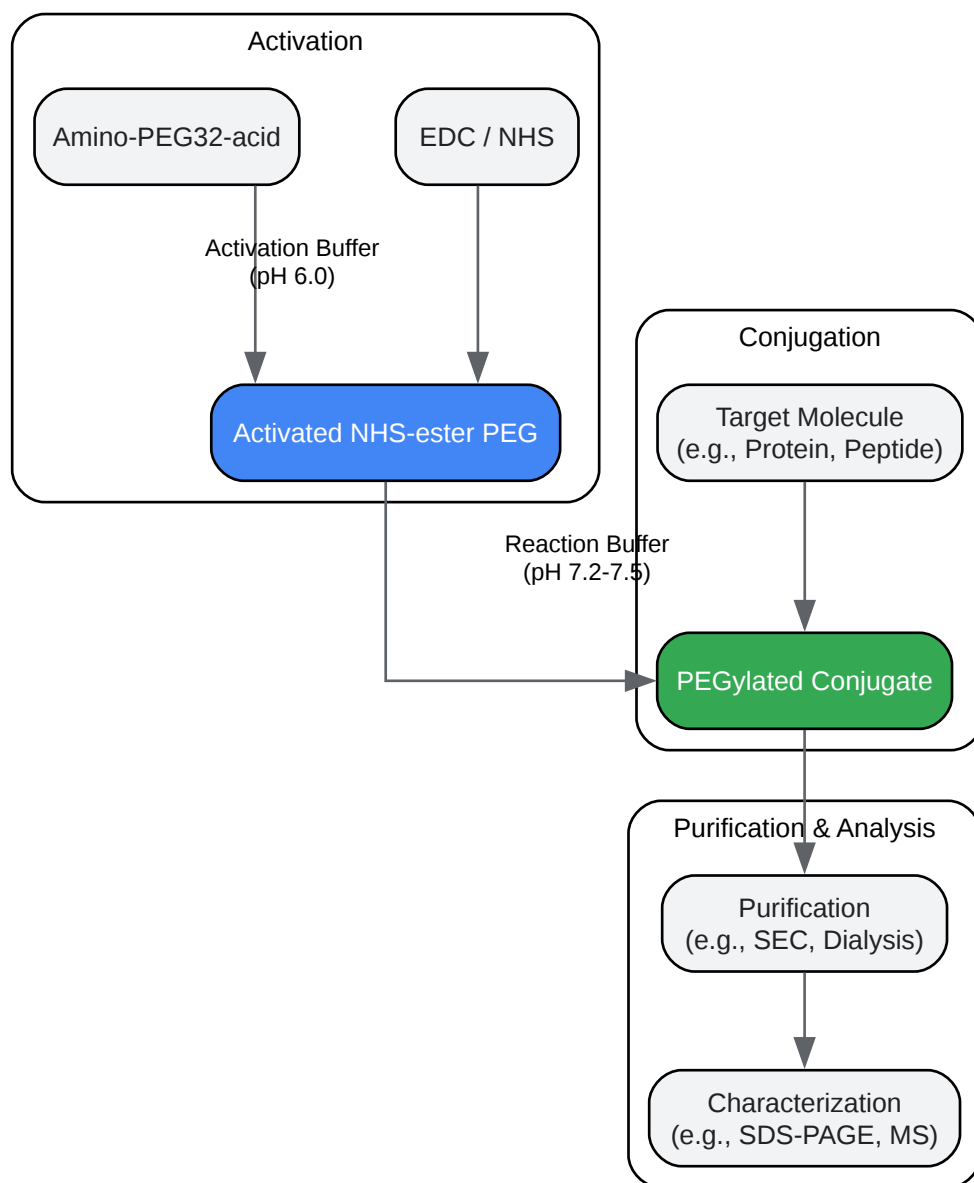 Activation
Amino-PEG32-acid
EDC / NHS
Activation Buffer
(pH 6.0)
Activated NHS-ester PEG
Conjugation
Target Molecule
(e.g., Protein, Peptide)
Reaction Buffer
(pH 7.2-7.5)
PEGylated Conjugate
Purification & Analysis
Purification
(e.g., SEC, Dialysis)
Characterization
(e.g., SDS-PAGE, MS)